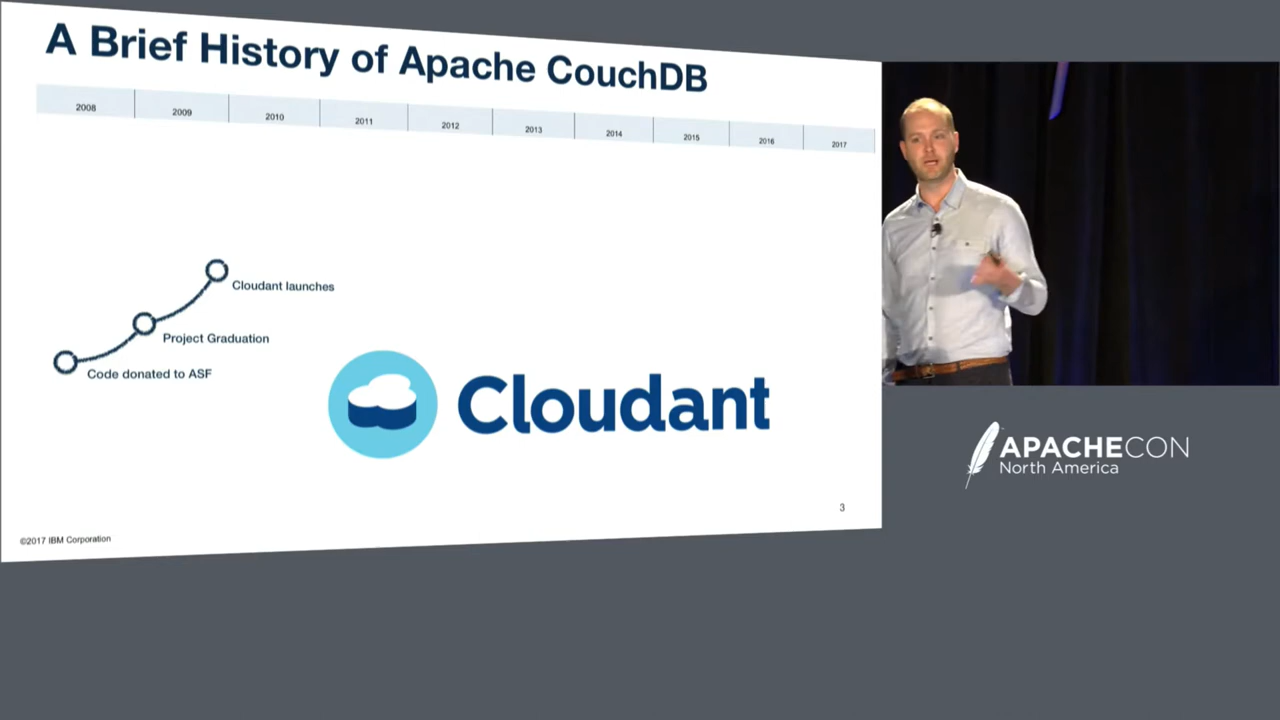 A Brief History of Apache CouchDB
2008 2009 2010 2011 2012 2013 2014 2015 2016 2017
Cloudant launches
Project Graduation
Code donated to ASF
Cloudant
3
©2017 IBM Corporation
APACHECON
North America